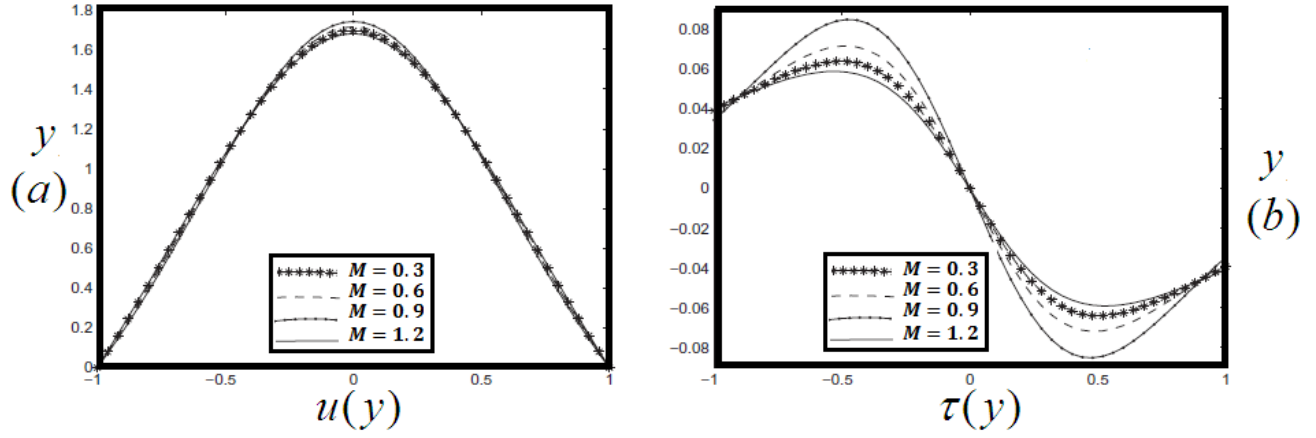 1.8
1.6
1.4
1.2
1
0.8
0.6
0.4
0.2
0
−1
−0.5
0
0.5
1
y
(a)
u(y)
M = 0.3
M = 0.6
M = 0.9
M = 1.2
0.08
0.06
0.04
0.02
0
−0.02
−0.04
−0.06
−0.08
−1
−0.5
0
0.5
1
τ(y)
y
(b)
M = 0.3
M = 0.6
M = 0.9
M = 1.2